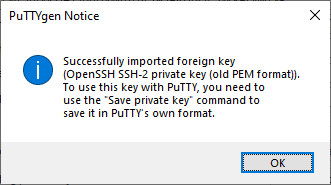 PuTTYgen Notice
Successfully imported foreign key
(OpenSSH SSH-2 private key (old PEM format)).
To use this key with PuTTY, you need to
use the "Save private key" command to
save it in PuTTY's own format.
OK